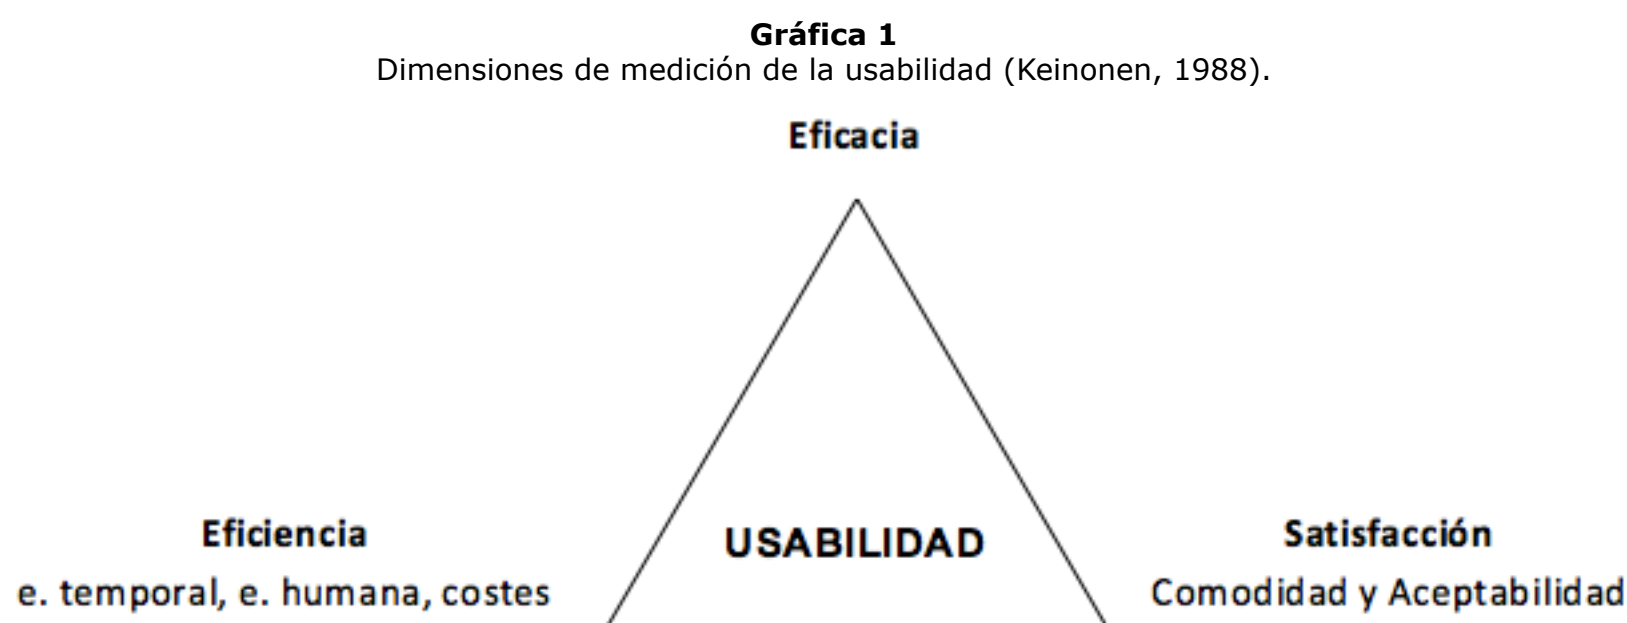 Gráfica 1
Dimensiones de medición de la usabilidad (Keinonen, 1988).
Eficacia
USABILIDAD
Eficiencia
e. temporal, e. humana, costes
Satisfacción
Comodidad y Aceptabilidad